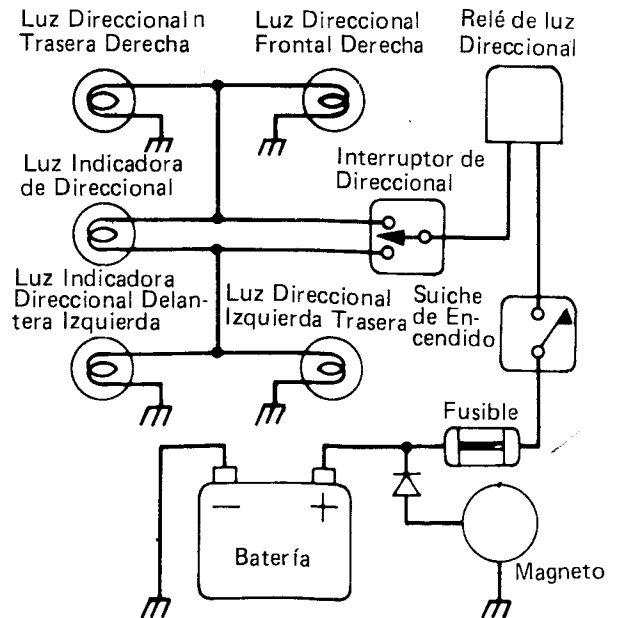 Luz Direccional n
Trasera Derecha
Luz Direccional
Frontal Derecha
Relé de luz
Direccional
Luz Indicadora
de Direccional
Interruptor de
Direccional
Luz Indicadora
Direccional Delan-
tera Izquierda
Luz Direccional
Izquierda Trasera
Suiche
de En-
cendido
Fusible
− +
Batería
Magneto